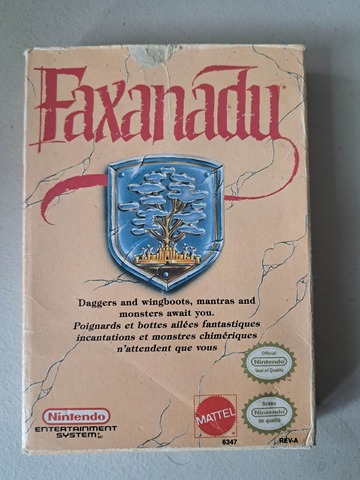 Faxanadu
Daggers and wingboots, mantras and
monsters await you.
Poignards et bottes ailées fantastiques
incantations et monstres chimériques
n'attendent que vous
Official
Nintendo
Seal of Quality
Nintendo
ENTERTAINMENT
SYSTEM
MATTEL
6347
Sceau
Nintendo
de qualité
REV-A